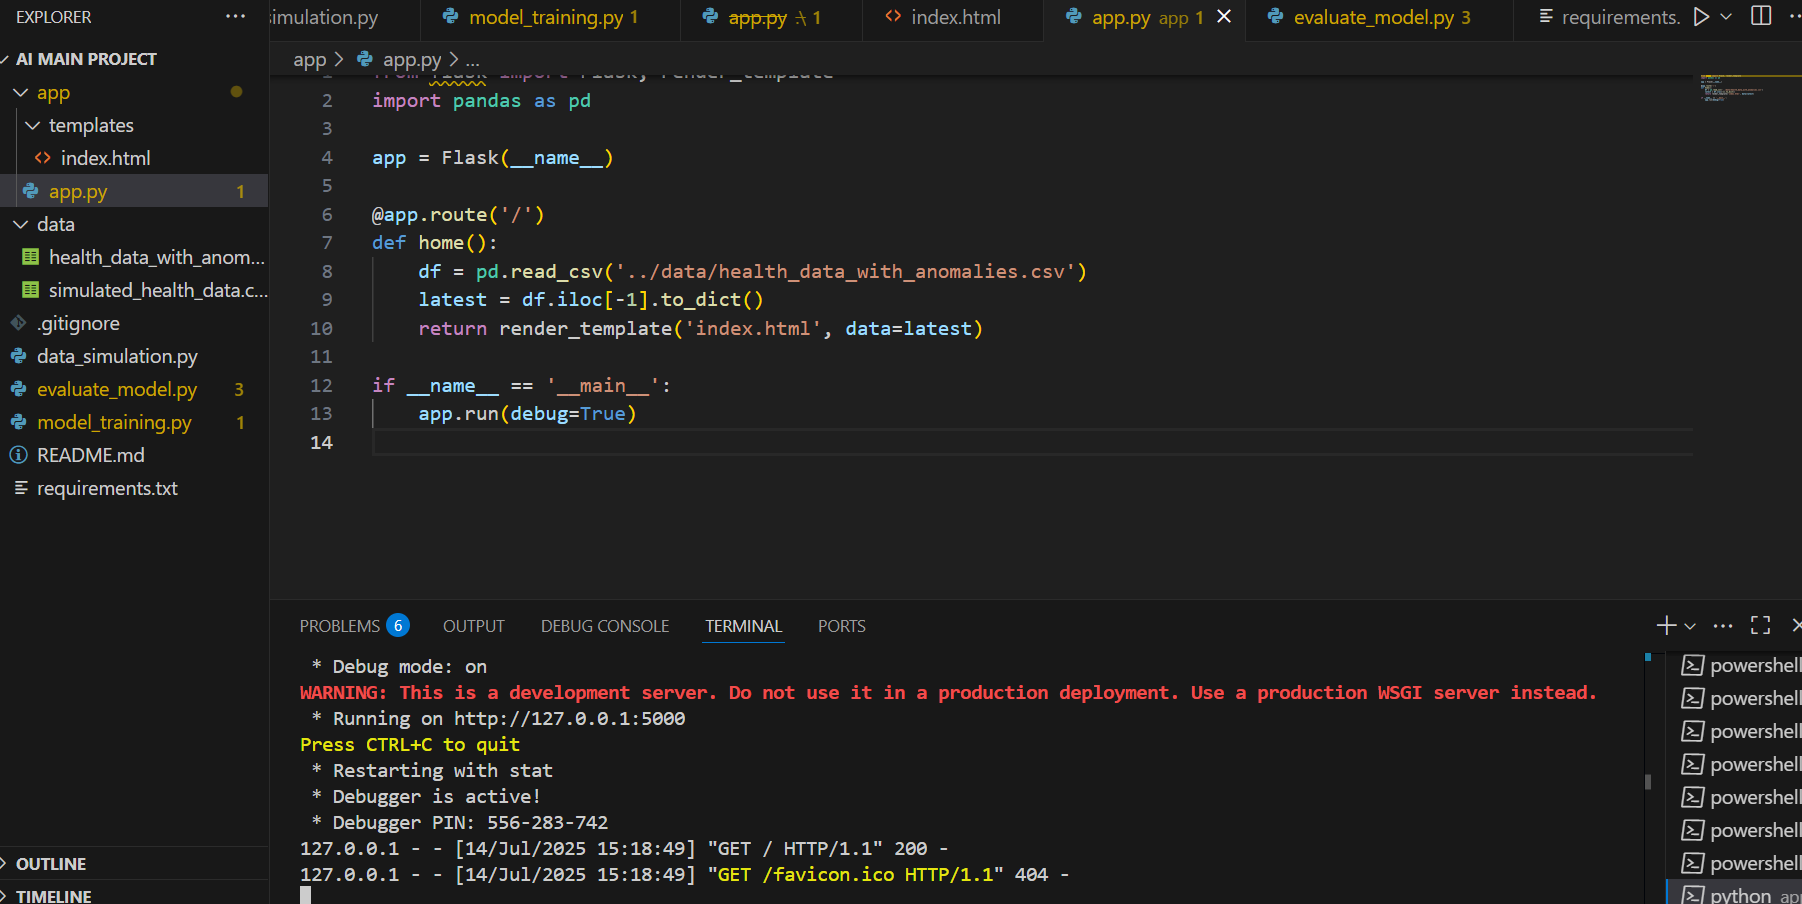 EXPLORER
AI MAIN PROJECT
app
templates
index.html
app.py 1
data
health_data_with_anom...
simulated_health_data.c...
.gitignore
data_simulation.py
evaluate_model.py 3
model_training.py 1
README.md
requirements.txt
OUTLINE
TIMELINE
imulation.py
model_training.py 1
app.py 1
index.html
app.py app 1
evaluate_model.py 3
requirements.
app > app.py > ...
1 from flask import Flask, render_template
2 import pandas as pd
3
4 app = Flask(__name__)
5
6 @app.route('/')
7 def home():
8 df = pd.read_csv('../data/health_data_with_anomalies.csv')
9 latest = df.iloc[-1].to_dict()
10 return render_template('index.html', data=latest)
11
12 if __name__ == '__main__':
13 app.run(debug=True)
14
PROBLEMS 6 OUTPUT DEBUG CONSOLE TERMINAL PORTS
* Debug mode: on
WARNING: This is a development server. Do not use it in a production deployment. Use a production WSGI server instead.
* Running on http://127.0.0.1:5000
Press CTRL+C to quit
* Restarting with stat
* Debugger is active!
* Debugger PIN: 556-283-742
127.0.0.1 - - [14/Jul/2025 15:18:49] "GET / HTTP/1.1" 200 -
127.0.0.1 - - [14/Jul/2025 15:18:49] "GET /favicon.ico HTTP/1.1" 404 -
powershell
powershell
powershell
powershell
powershell
powershell
powershell
python ap